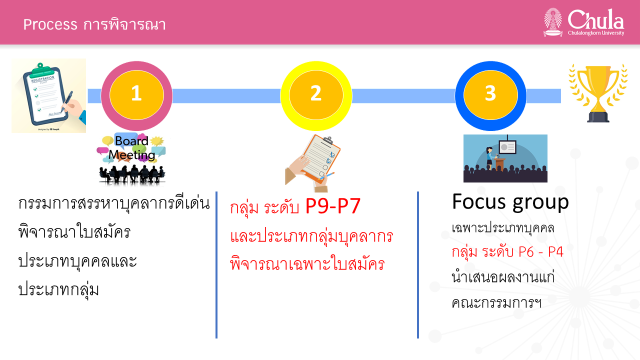 Process การพิจารณา
Chula
Chulalongkorn University
1
2
3
Board
Meeting
กรรมการสรรหาบุคลากรดีเด่น
พิจารณาใบสมัคร
ประเภทบุคคลและ
ประเภทกลุ่ม
กลุ่ม ระดับ P9-P7
และประเภทกลุ่มบุคลากร
พิจารณาเฉพาะใบสมัคร
Focus group
เฉพาะประเภทบุคคล
กลุ่ม ระดับ P6 - P4
นำเสนอผลงานแก่
คณะกรรมการฯ